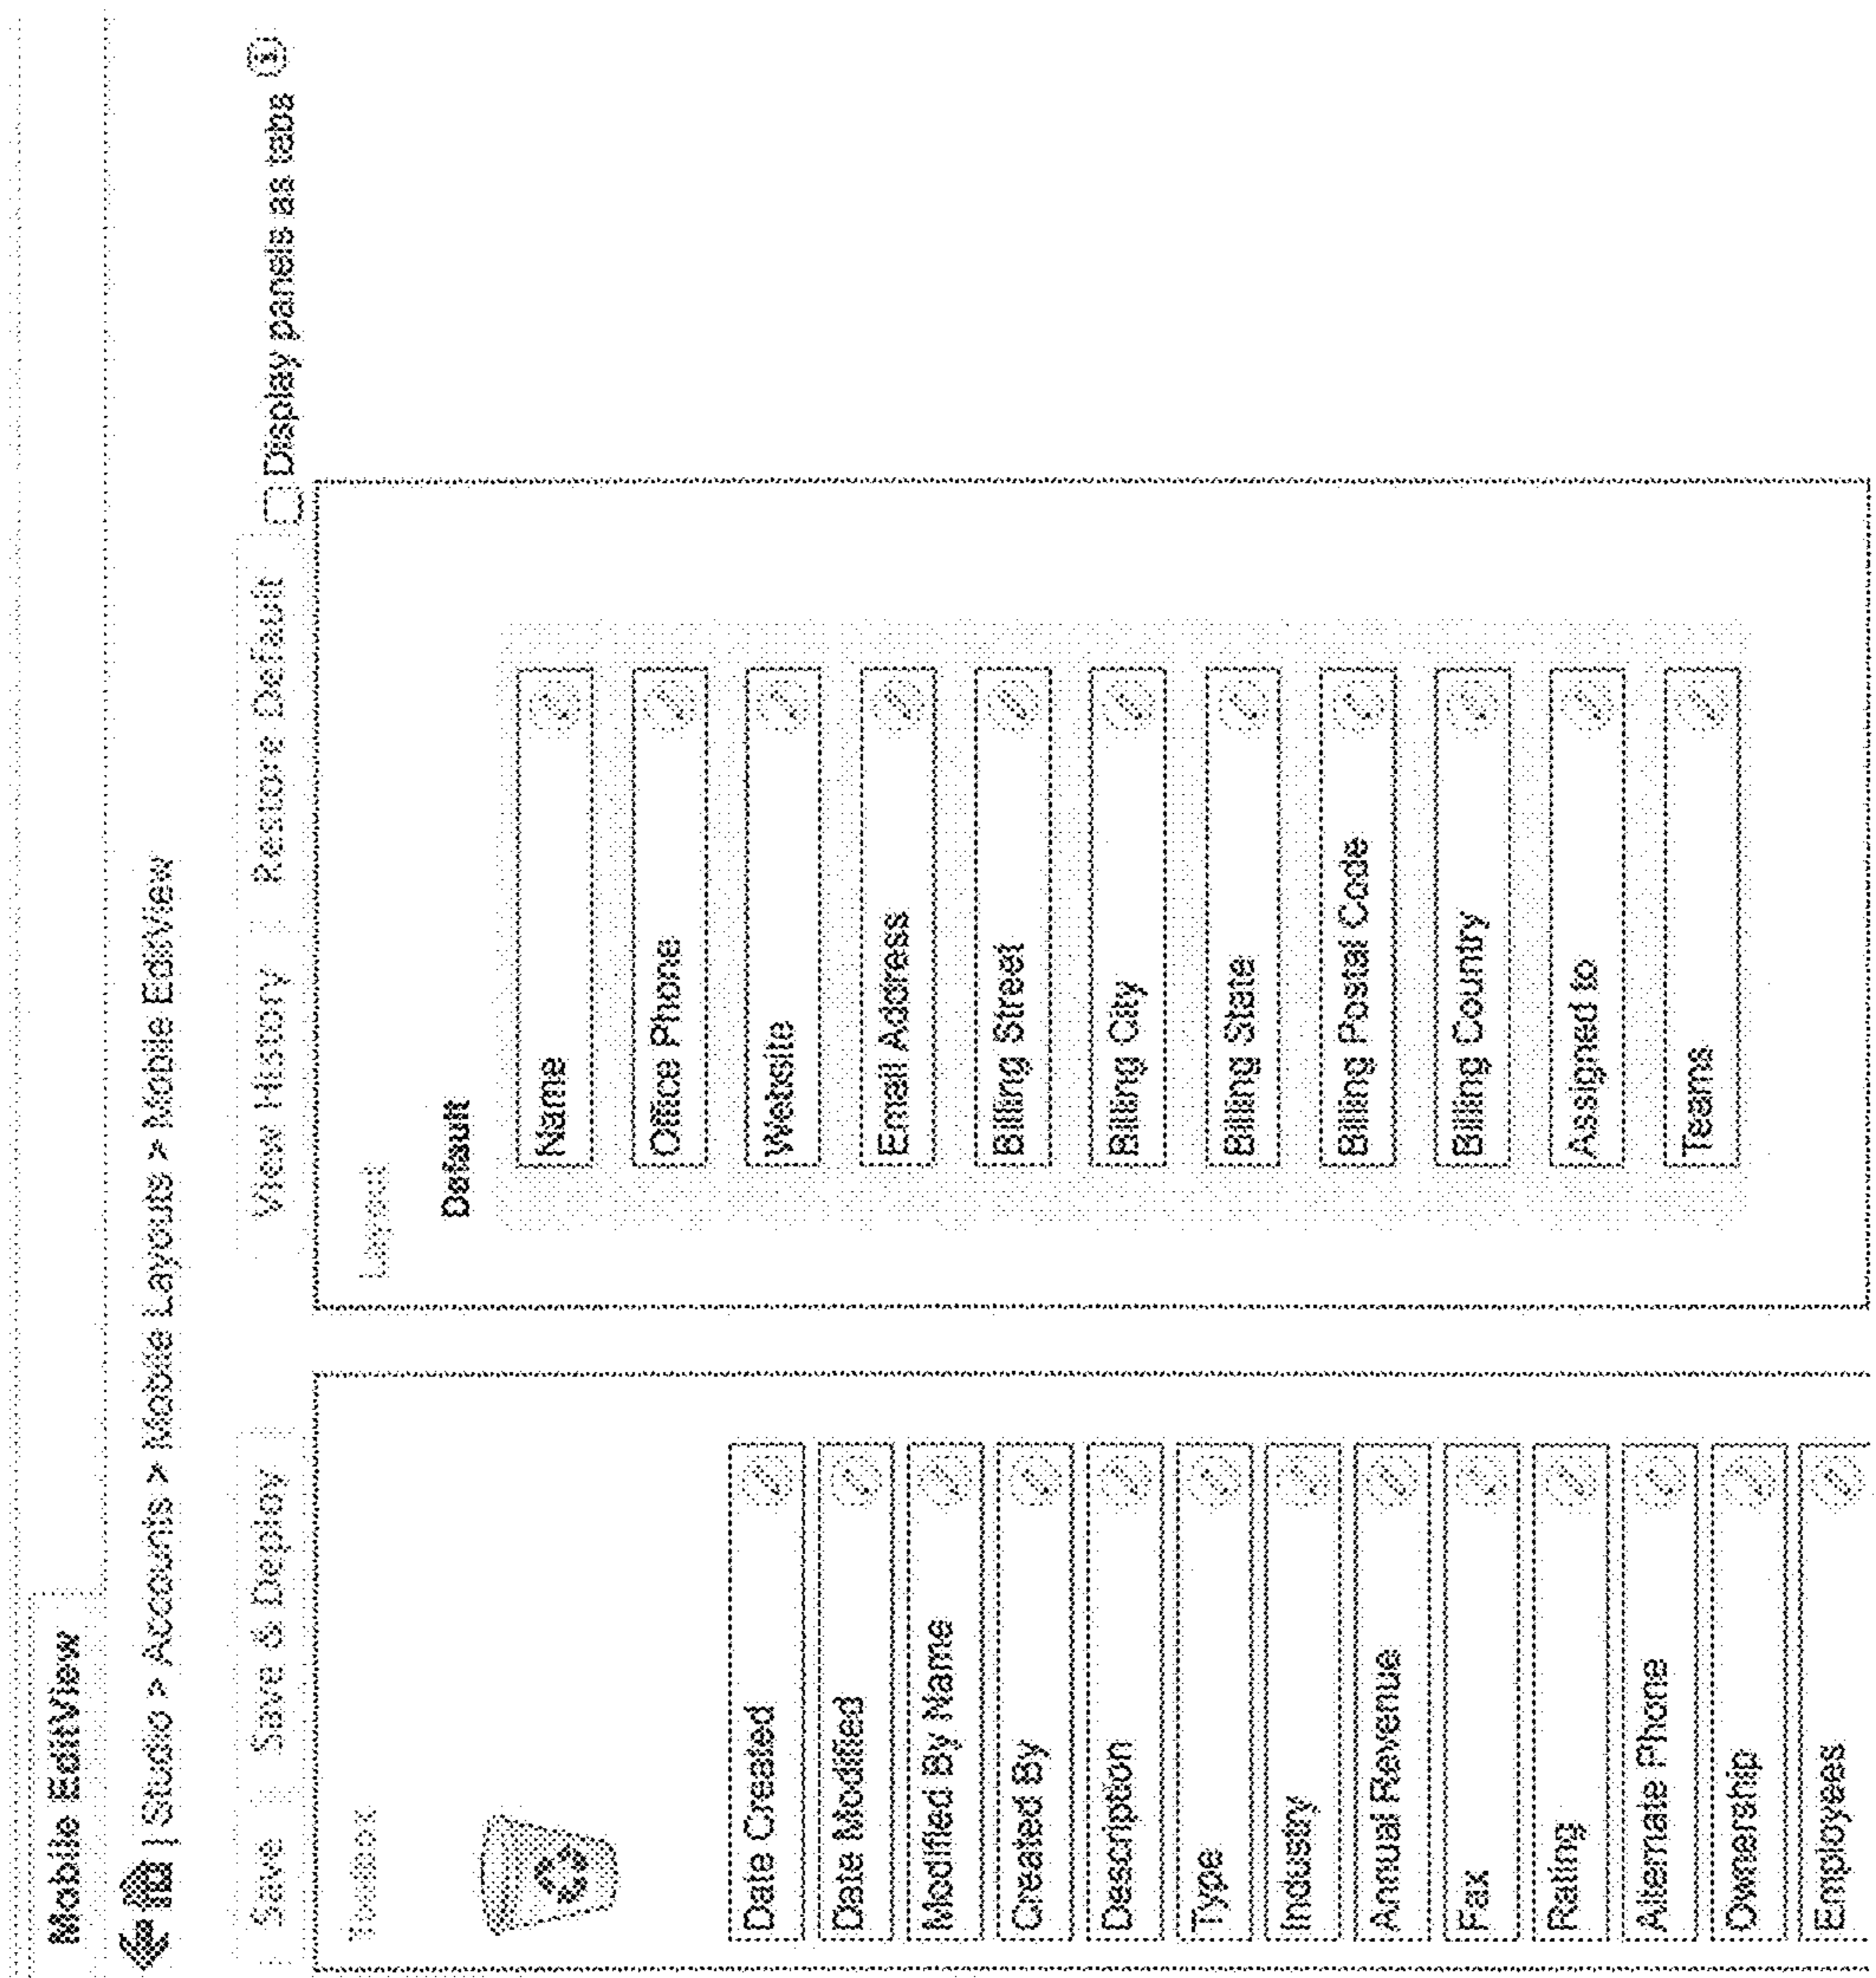 Mobile EditView
| Studio > Accounts > Mobile Layouts > Mobile EditView
Save
Save & Deploy
View History
Restore Default
Display panels as tabs
Toolbox
Date Created
Date Modified
Modified By Name
Created By
Description
Type
Industry
Annual Revenue
Fax
Rating
Alternate Phone
Ownership
Employees
Layout
Default
Name
Office Phone
Website
Email Address
Billing Street
Billing City
Billing State
Billing Postal Code
Billing Country
Assigned to
Teams